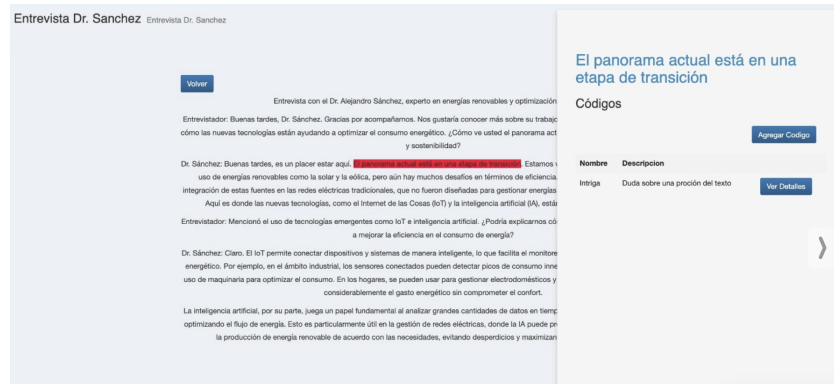 Entrevista Dr. Sanchez Entrevista Dr. Sanchez
Volver
Entrevista con el Dr. Alejandro Sánchez, experto en energías renovables y optimización
Entrevistador: Buenas tardes, Dr. Sánchez. Gracias por acompañarnos. Nos gustaría conocer más sobre su trabajo
cómo las nuevas tecnologías están ayudando a optimizar el consumo energético. ¿Cómo ve usted el panorama act
y sostenibilidad?
Dr. Sánchez: Buenas tardes, es un placer estar aquí. El panorama actual está en una etapa de transición. Estamos v
uso de energías renovables como la solar y la eólica, pero aún hay muchos desafíos en términos de eficiencia.
integración de estas fuentes en las redes eléctricas tradicionales, que no fueron diseñadas para gestionar energías
Aquí es donde las nuevas tecnologías, como el Internet de las Cosas (IoT) y la inteligencia artificial (IA), está
Entrevistador: Mencionó el uso de tecnologías emergentes como IoT e inteligencia artificial. ¿Podría explicarnos có
a mejorar la eficiencia en el consumo de energía?
Dr. Sánchez: Claro. El IoT permite conectar dispositivos y sistemas de manera inteligente, lo que facilita el monitore
energético. Por ejemplo, en el ámbito industrial, los sensores conectados pueden detectar picos de consumo inne
uso de maquinaria para optimizar el consumo. En los hogares, se pueden usar para gestionar electrodomésticos y
considerablemente el gasto energético sin comprometer el confort.
La inteligencia artificial, por su parte, juega un papel fundamental al analizar grandes cantidades de datos en tiemp
optimizando el flujo de energía. Esto es particularmente útil en la gestión de redes eléctricas, donde la IA puede pr
la producción de energía renovable de acuerdo con las necesidades, evitando desperdicios y maximizan
El panorama actual está en una
etapa de transición
Códigos
Agregar Codigo
Nombre Descripcion
Intriga Duda sobre una proción del texto Ver Detalles